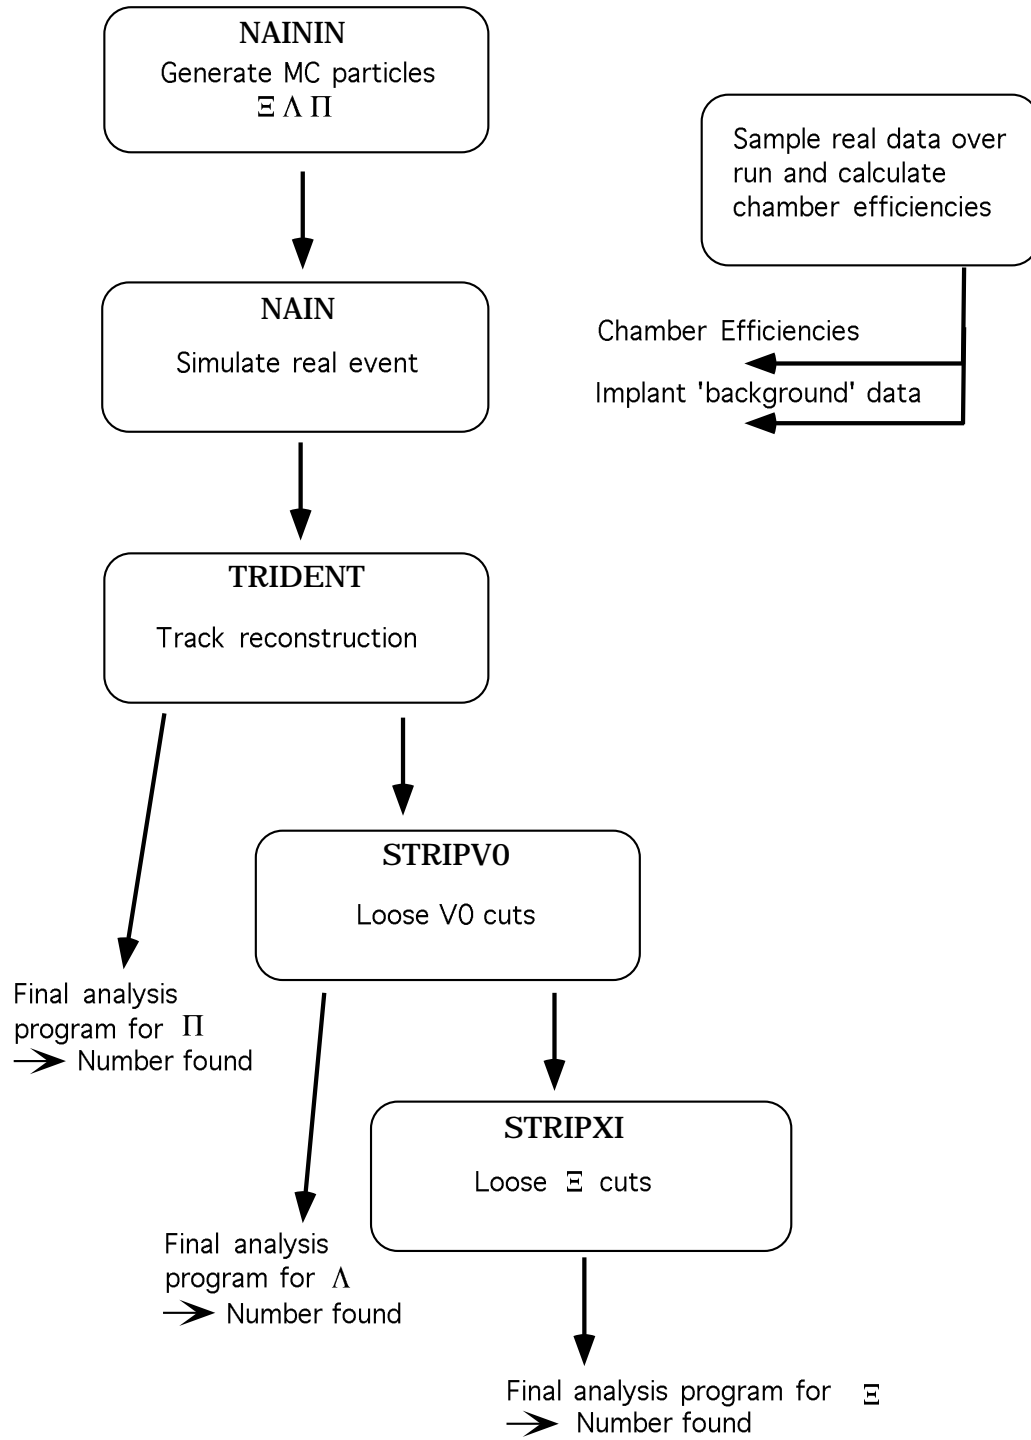 NAININ
Generate MC particles
Ξ Λ Π
Sample real data over
run and calculate
chamber efficiencies
NAIN
Simulate real event
Chamber Efficiencies
Implant 'background' data
TRIDENT
Track reconstruction
STRIPV0
Loose V0 cuts
Final analysis
program for Π
Number found
STRIPXI
Loose Ξ cuts
Final analysis
program for Λ
Number found
Final analysis program for Ξ
Number found